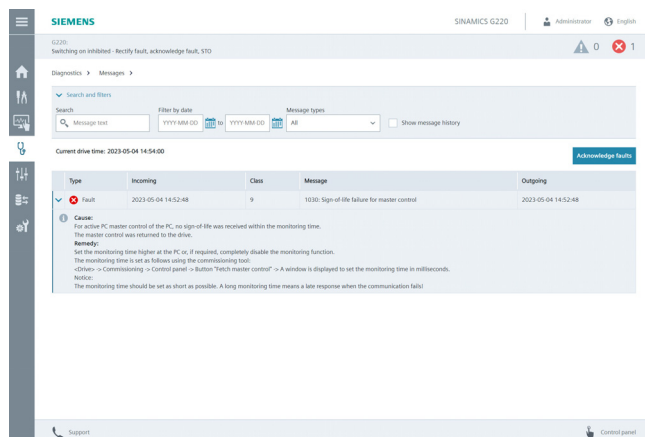 SIEMENS
SINAMICS G220
Administrator
English
G220:
Switching on inhibited - Rectify fault, acknowledge fault, STO
0
1
Diagnostics > Messages >
Search and filters
Search
Filter by date
Message types
Message text
YYYY-MM-DD
to
YYYY-MM-DD
All
Show message history
Current drive time: 2023-05-04 14:54:00
Acknowledge faults
Type Incoming Class Message Outgoing
Fault 2023-05-04 14:52:48 9 1030: Sign-of-life failure for master control 2023-05-04 14:52:48
Cause:
For active PC master control of the PC, no sign-of-life was received within the monitoring time.
The master control was returned to the drive.
Remedy:
Set the monitoring time higher at the PC or, if required, completely disable the monitoring function.
The monitoring time is set as follows using the commissioning tool:
<Drive> -> Commissioning -> Control panel -> Button "Fetch master control" -> A window is displayed to set the monitoring time in milliseconds.
Notice:
The monitoring time should be set as short as possible. A long monitoring time means a late response when the communication fails!
Support
Control panel